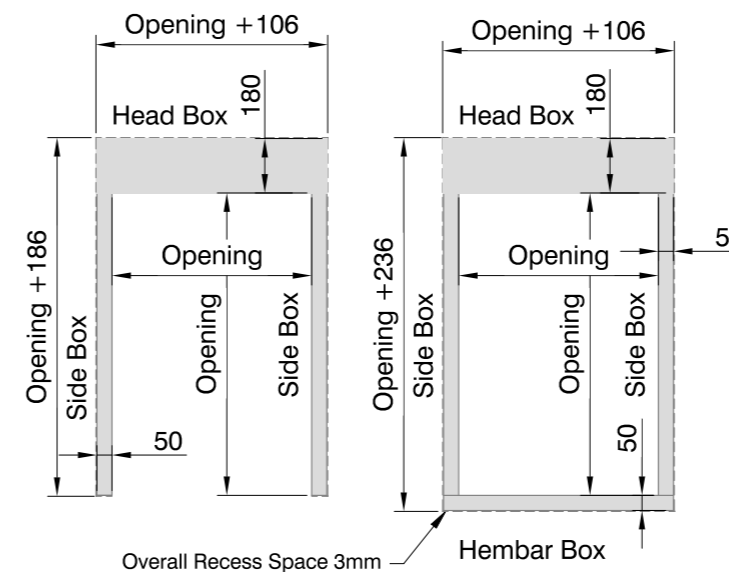 Opening +106
Head Box
180
Opening +186
Side Box
Opening
Opening
Side Box
50
Opening +106
Head Box
180
Opening +236
Side Box
Opening
Opening
Side Box
5
50
Overall Recess Space 3mm
Hembar Box